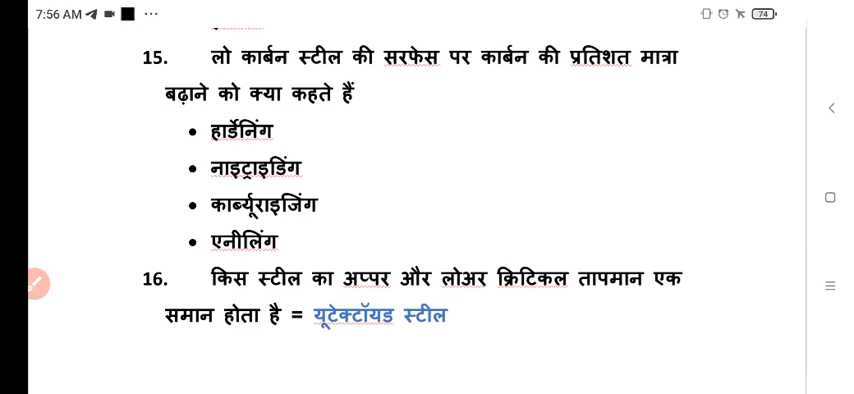 7:56 AM ...
74
15. लो कार्बन स्टील की सरफेस पर कार्बन की प्रतिशत मात्रा
बढ़ाने को क्या कहते हैं
• हार्डेनिंग
• नाइट्राइडिंग
• कार्ब्यूराइजिंग
• एनीलिंग
16. किस स्टील का अप्पर और लोअर क्रिटिकल तापमान एक
समान होता है = यूटेक्टॉयड स्टील